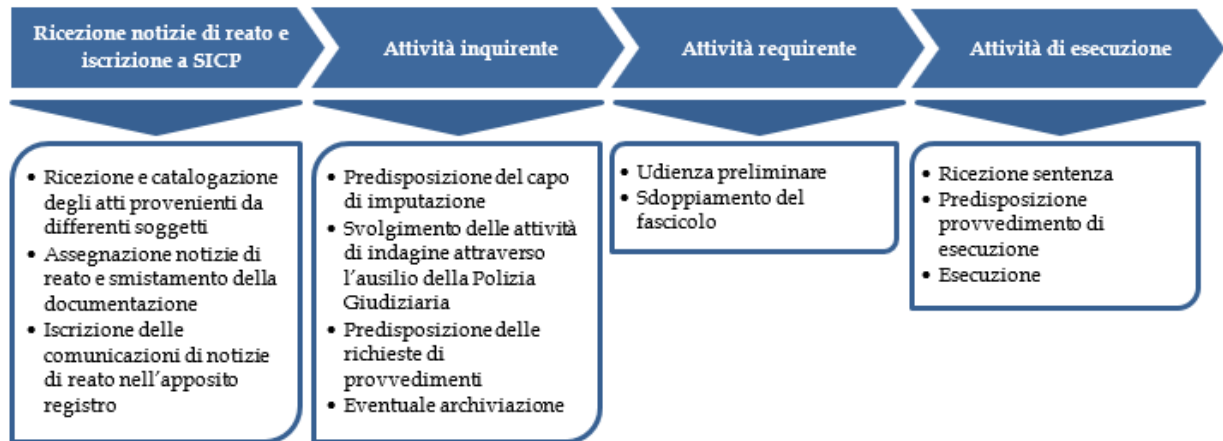 Ricezione notizie di reato e
iscrizione a SICP
Attività inquirente
Attività requirente
Attività di esecuzione
• Ricezione e catalogazione
degli atti provenienti da
differenti soggetti
• Assegnazione notizie di
reato e smistamento della
documentazione
• Iscrizione delle
comunicazioni di notizie
di reato nell'apposito
registro
• Predisposizione del capo
di imputazione
• Svolgimento delle attività
di indagine attraverso
l'ausilio della Polizia
Giudiziaria
• Predisposizione delle
richieste di
provvedimenti
• Eventuale archiviazione
• Udienza preliminare
• Sdoppiamento del
fascicolo
• Ricezione sentenza
• Predisposizione
provvedimento di
esecuzione
• Esecuzione